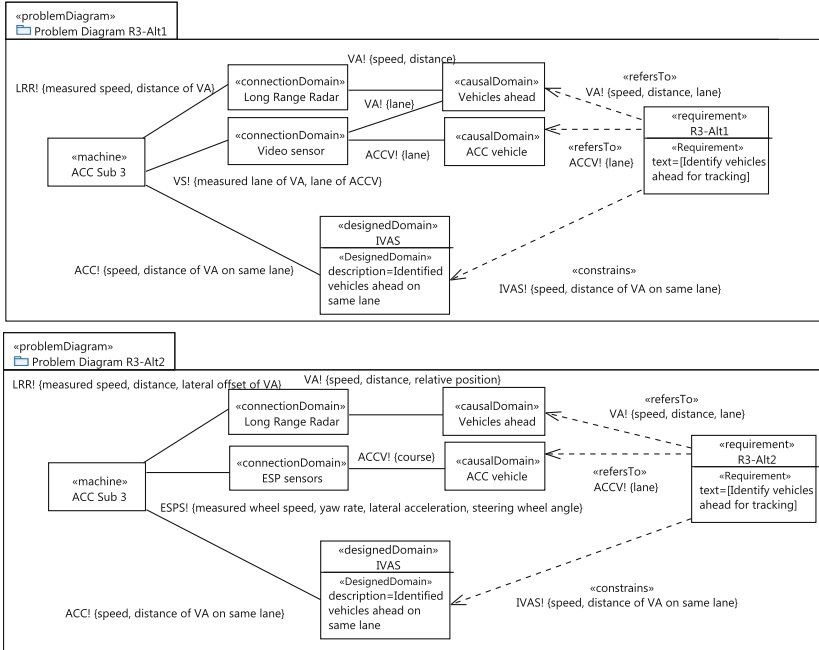 «problemDiagram»
Problem Diagram R3-Alt1
VA! {speed, distance}
LRR! {measured speed, distance of VA}
«connectionDomain»
Long Range Radar
«causalDomain»
Vehicles ahead
«refersTo»
VA! {speed, distance, lane}
VA! {lane}
«requirement»
R3-Alt1
«Requirement»
text=[Identify vehicles
ahead for tracking]
«connectionDomain»
Video sensor
«causalDomain»
ACC vehicle
ACCV! {lane}
«refersTo»
ACCV! {lane}
«machine»
ACC Sub 3
VS! {measured lane of VA, lane of ACCV}
«designedDomain»
IVAS
«DesignedDomain»
description=Identified
vehicles ahead on
same lane
ACC! {speed, distance of VA on same lane}
«constrains»
IVAS! {speed, distance of VA on same lane}
«problemDiagram»
Problem Diagram R3-Alt2
LRR! {measured speed, distance, lateral offset of VA}
VA! {speed, distance, relative position}
«connectionDomain»
Long Range Radar
«causalDomain»
Vehicles ahead
«refersTo»
VA! {speed, distance, lane}
«requirement»
R3-Alt2
«Requirement»
text=[Identify vehicles
ahead for tracking]
«connectionDomain»
ESP sensors
ACCV! {course}
«causalDomain»
ACC vehicle
«refersTo»
ACCV! {lane}
«machine»
ACC Sub 3
ESPS! {measured wheel speed, yaw rate, lateral acceleration, steering wheel angle}
«designedDomain»
IVAS
«DesignedDomain»
description=Identified
vehicles ahead on
same lane
ACC! {speed, distance of VA on same lane}
«constrains»
IVAS! {speed, distance of VA on same lane}